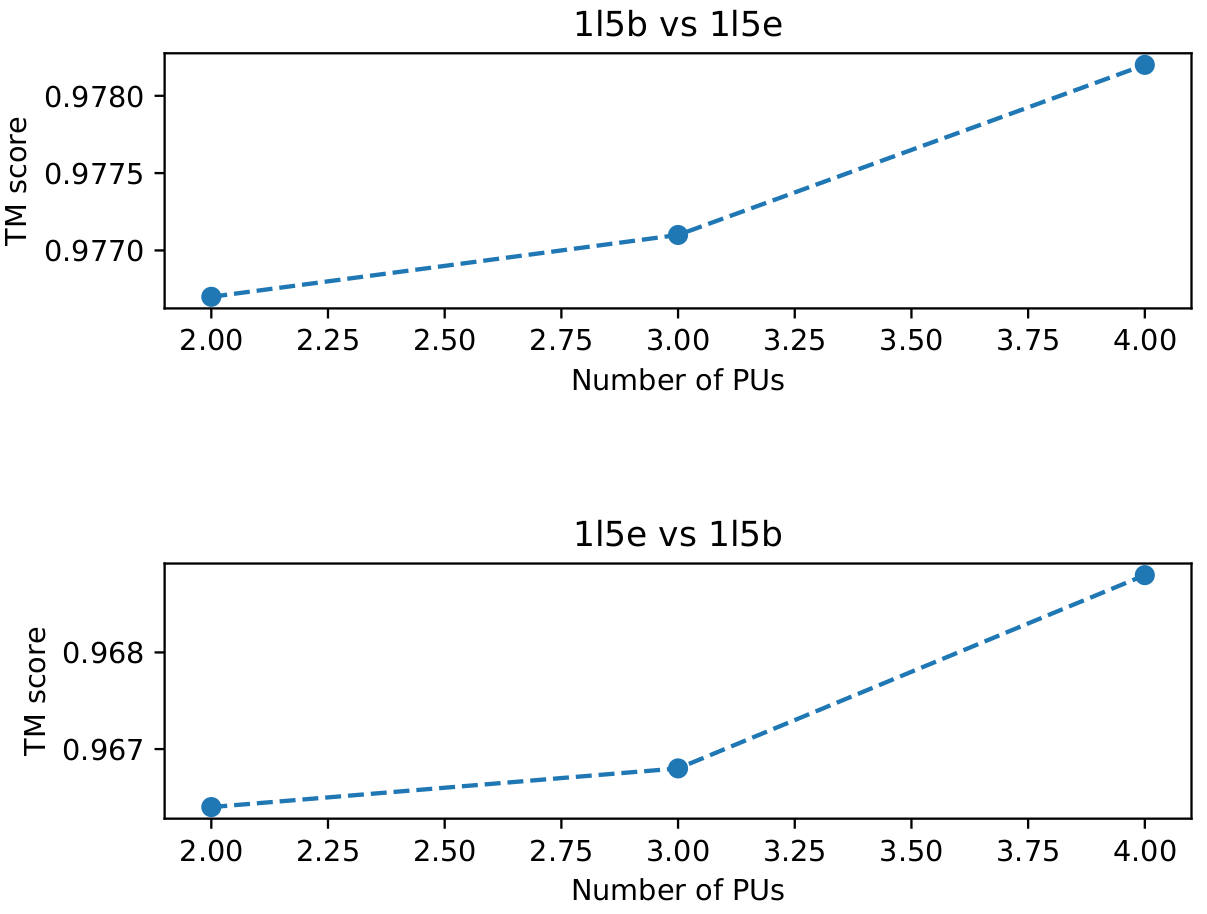 1l5b vs 1l5e
TM score
0.9780
0.9775
0.9770
2.00 2.25 2.50 2.75 3.00 3.25 3.50 3.75 4.00
Number of PUs
1l5e vs 1l5b
TM score
0.968
0.967
2.00 2.25 2.50 2.75 3.00 3.25 3.50 3.75 4.00
Number of PUs